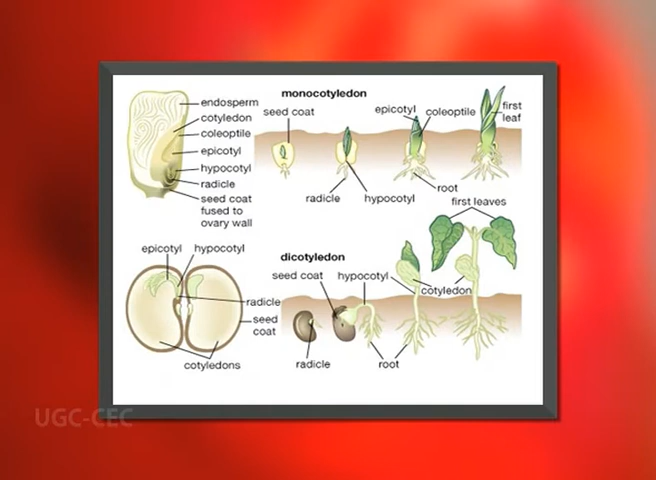 monocotyledon
endosperm
cotyledon
coleoptile
epicotyl
hypocotyl
radicle
seed coat
fused to
ovary wall
seed coat
epicotyl
coleoptile
first
leaf
radicle
hypocotyl
root
first leaves
epicotyl
hypocotyl
radicle
seed
coat
cotyledons
dicotyledon
seed coat
hypocotyl
cotyledon
radicle
root
UGC-CEC